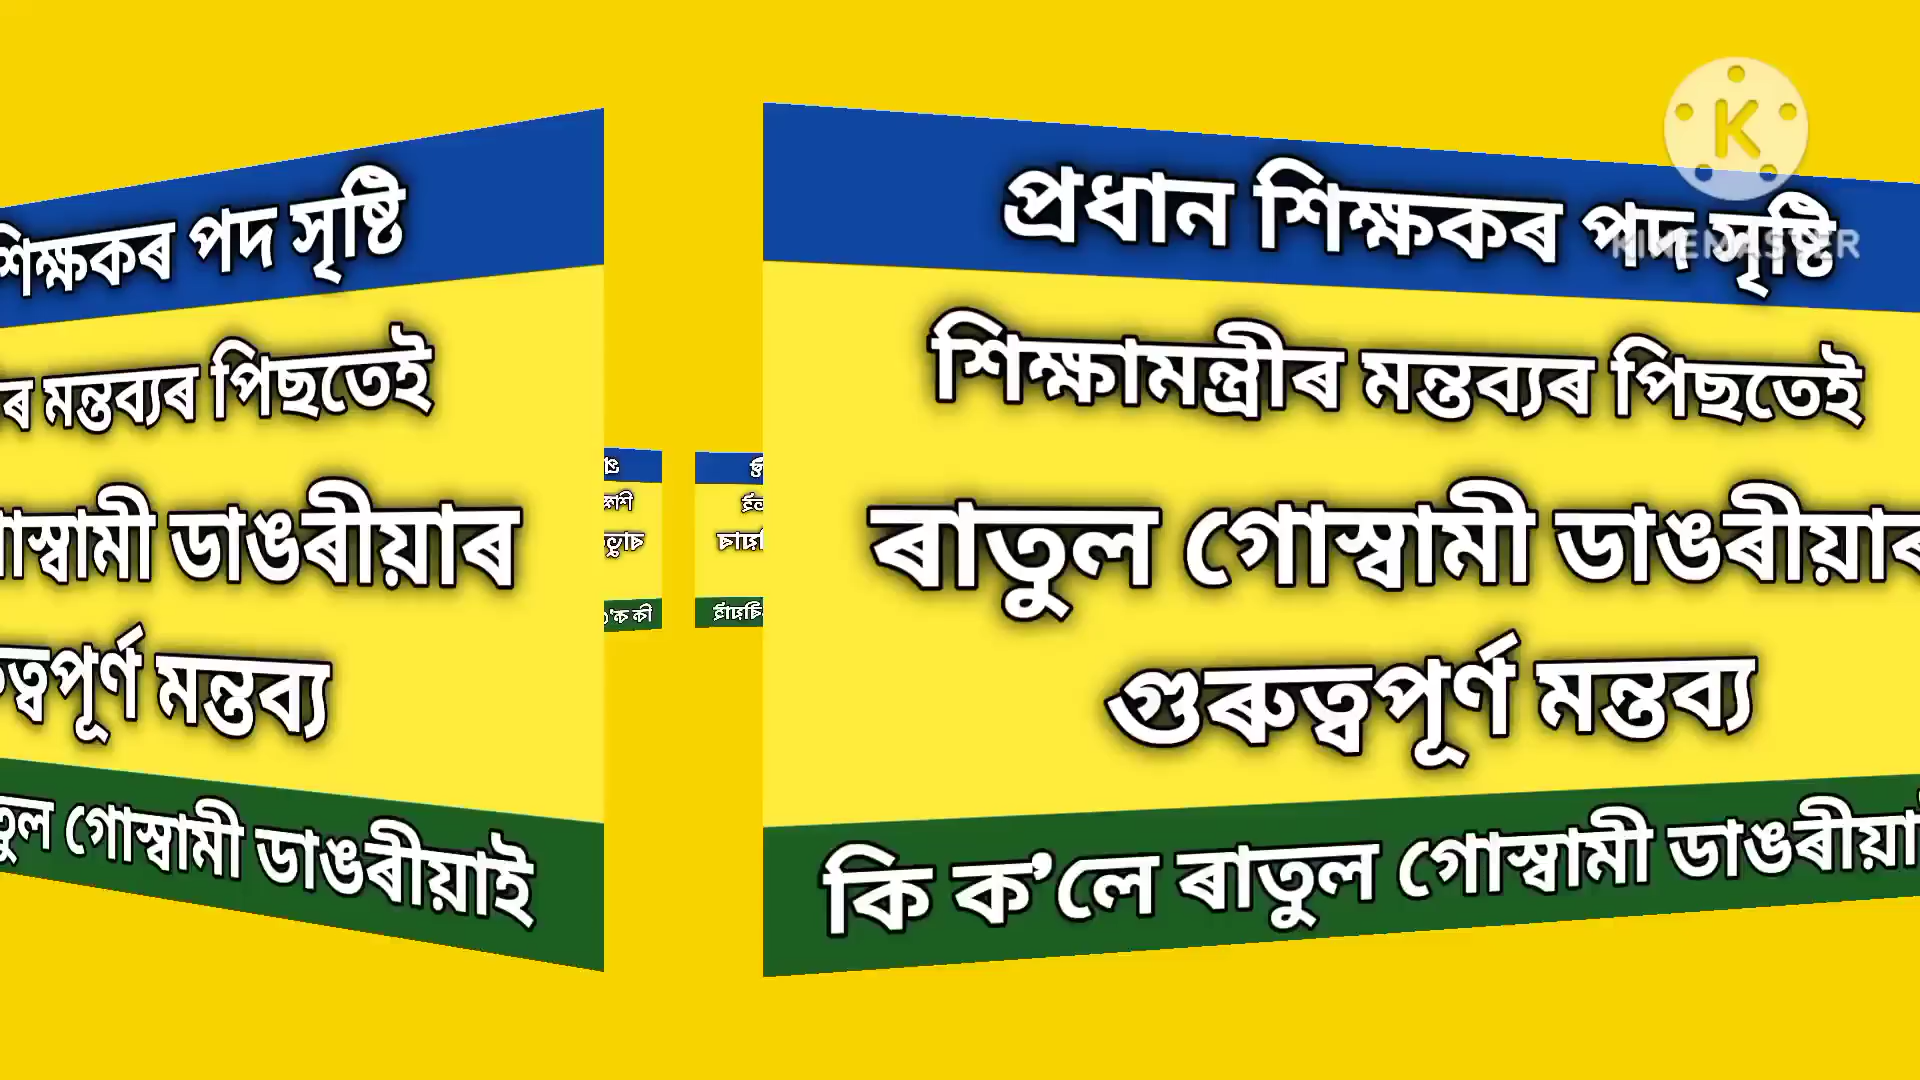 শিক্ষকৰ পদ সৃষ্টি
ৰ মন্তব্যৰ পিছতেই
গোস্বামী ডাঙৰীয়াৰ
মন্তব্য
গোস্বামী ডাঙৰীয়াই
প্ৰধান শিক্ষকৰ পদ সৃষ্টি
শিক্ষামন্ত্ৰীৰ মন্তব্যৰ পিছতেই
ৰাতুল গোস্বামী ডাঙৰীয়াৰ
গুৰুত্বপূৰ্ণ মন্তব্য
কি ক'লে ৰাতুল গোস্বামী ডাঙৰীয়া
K
KINEMASTER